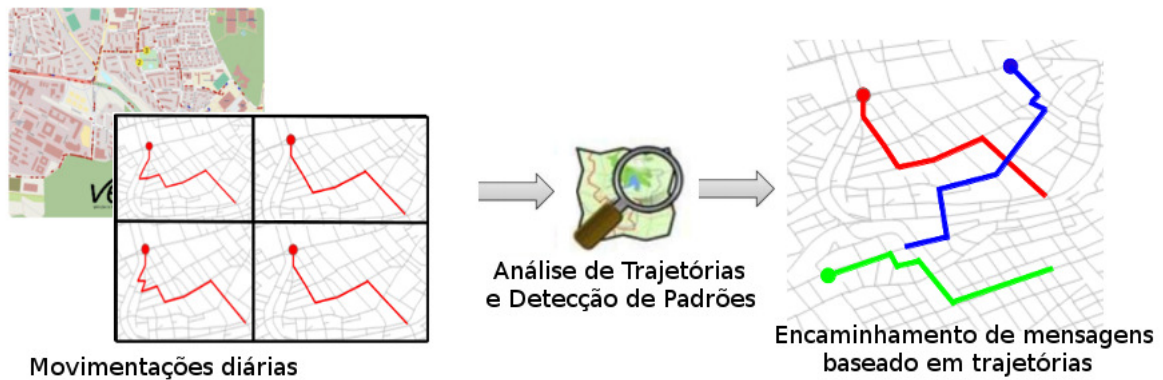 Análise de Trajetórias
e Detecção de Padrões
Encaminhamento de mensagens
baseado em trajetórias
Movimentações diárias